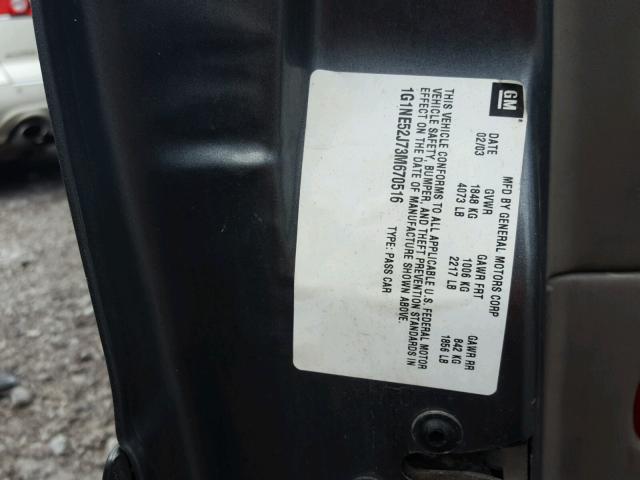 GM
MFD BY GENERAL MOTORS CORP
DATE GVWR GAWR FRT GAWR RR
02/03 1848 KG 1006 KG 842 KG
4073 LB 2217 LB 1856 LB
THIS VEHICLE CONFORMS TO ALL APPLICABLE U.S. FEDERAL MOTOR
VEHICLE SAFETY, BUMPER, AND THEFT PREVENTION STANDARDS IN
EFFECT ON THE DATE OF MANUFACTURE SHOWN ABOVE.
1G1NE52J73M670516 TYPE: PASS CAR